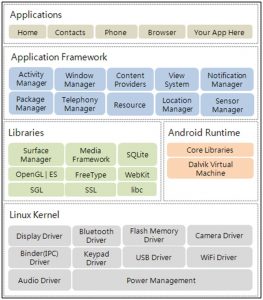 Applications
Home Contacts Phone Browser Your App Here
Application Framework
Activity Manager
Window Manager
Content Providers
View System
Notification Manager
Package Manager
Telephony Manager
Resource
Location Manager
Sensor Manager
Libraries
Surface Manager
Media Framework
SQLite
OpenGL|ES
FreeType
WebKit
SGL
SSL
libc
Android Runtime
Core Libraries
Dalvik Virtual Machine
Linux Kernel
Display Driver
Bluetooth Driver
Flash Memory Driver
Camera Driver
Binder(IPC) Driver
Keypad Driver
USB Driver
WiFi Driver
Audio Driver
Power Management